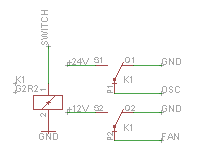 SWITCH
K1
G2R2
1
2
GND
+24V S1 O1 GND
P1 K1
OSC
+12V S2 O2 GND
P2 K1
FAN